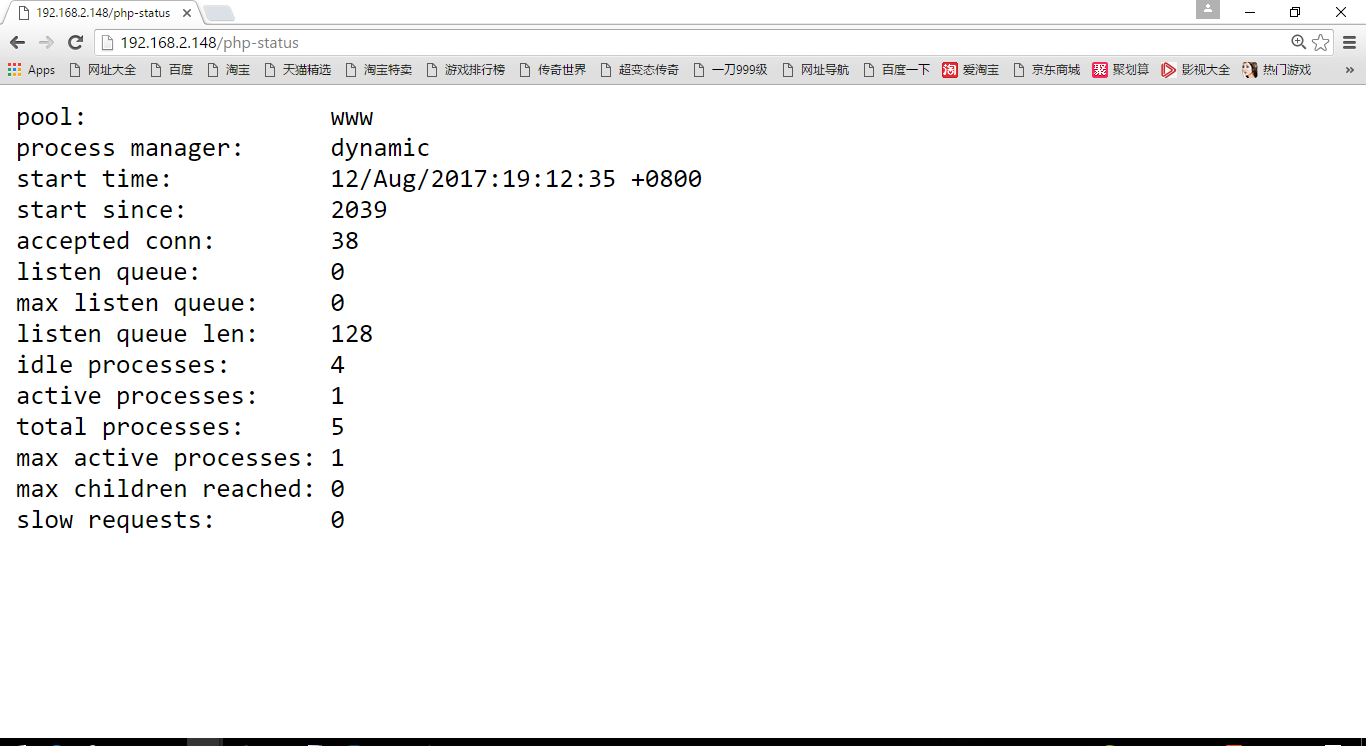 192.168.2.148/php-status
192.168.2.148/php-status
Apps 网址大全 百度 淘宝 天猫精选 淘宝特卖 游戏排行榜 传奇世界 超变态传奇 一刀999级 网址导航 百度一下 淘 爱淘宝 京东商城 聚 聚划算 影视大全 热门游戏 »
pool: www
process manager: dynamic
start time: 12/Aug/2017:19:12:35 +0800
start since: 2039
accepted conn: 38
listen queue: 0
max listen queue: 0
listen queue len: 128
idle processes: 4
active processes: 1
total processes: 5
max active processes: 1
max children reached: 0
slow requests: 0